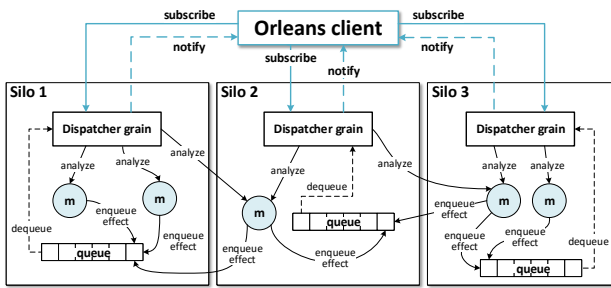 subscribe
Orleans client
subscribe
notify
notify
subscribe
notify
Silo 1
Silo 2
Silo 3
Dispatcher grain
Dispatcher grain
Dispatcher grain
analyze
analyze
analyze
analyze
analyze
analyze
analyze
dequeue
m
m
m
m
m
enqueue
effect
enqueue
effect
enqueue
effect
dequeue
queue
queue
enqueue
effect
enqueue
effect
enqueue
effect
enqueue
effect
queue
dequeue